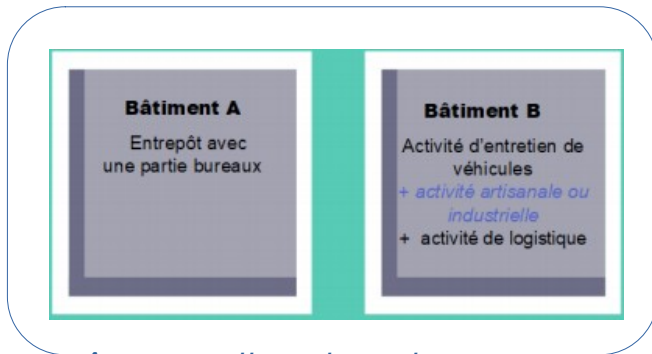 Bâtiment A
Entrepôt avec
une partie bureaux
Bâtiment B
Activité d'entretien de
véhicules
+ activité artisanale ou
industrielle
+ activité de logistique